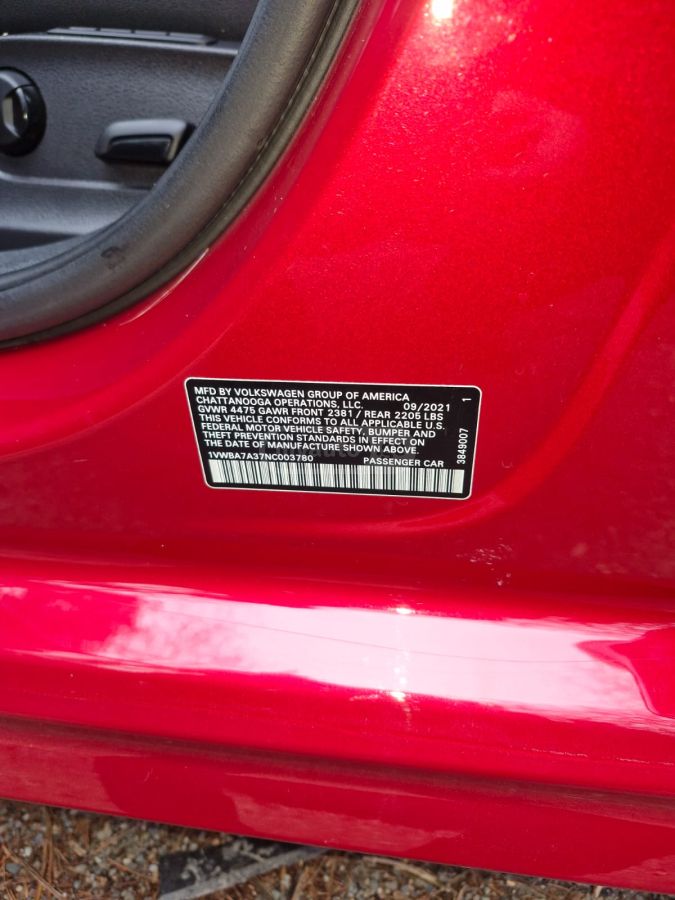 MFD BY VOLKSWAGEN GROUP OF AMERICA
CHATTANOOGA OPERATIONS, LLC. 09/2021 1
GVWR 4475 GAWR FRONT 2381 / REAR 2205 LBS
THIS VEHICLE CONFORMS TO ALL APPLICABLE U.S.
FEDERAL MOTOR VEHICLE SAFETY, BUMPER AND
THEFT PREVENTION STANDARDS IN EFFECT ON
THE DATE OF MANUFACTURE SHOWN ABOVE.
1VWBA7A37NC003780 PASSENGER CAR
3849007